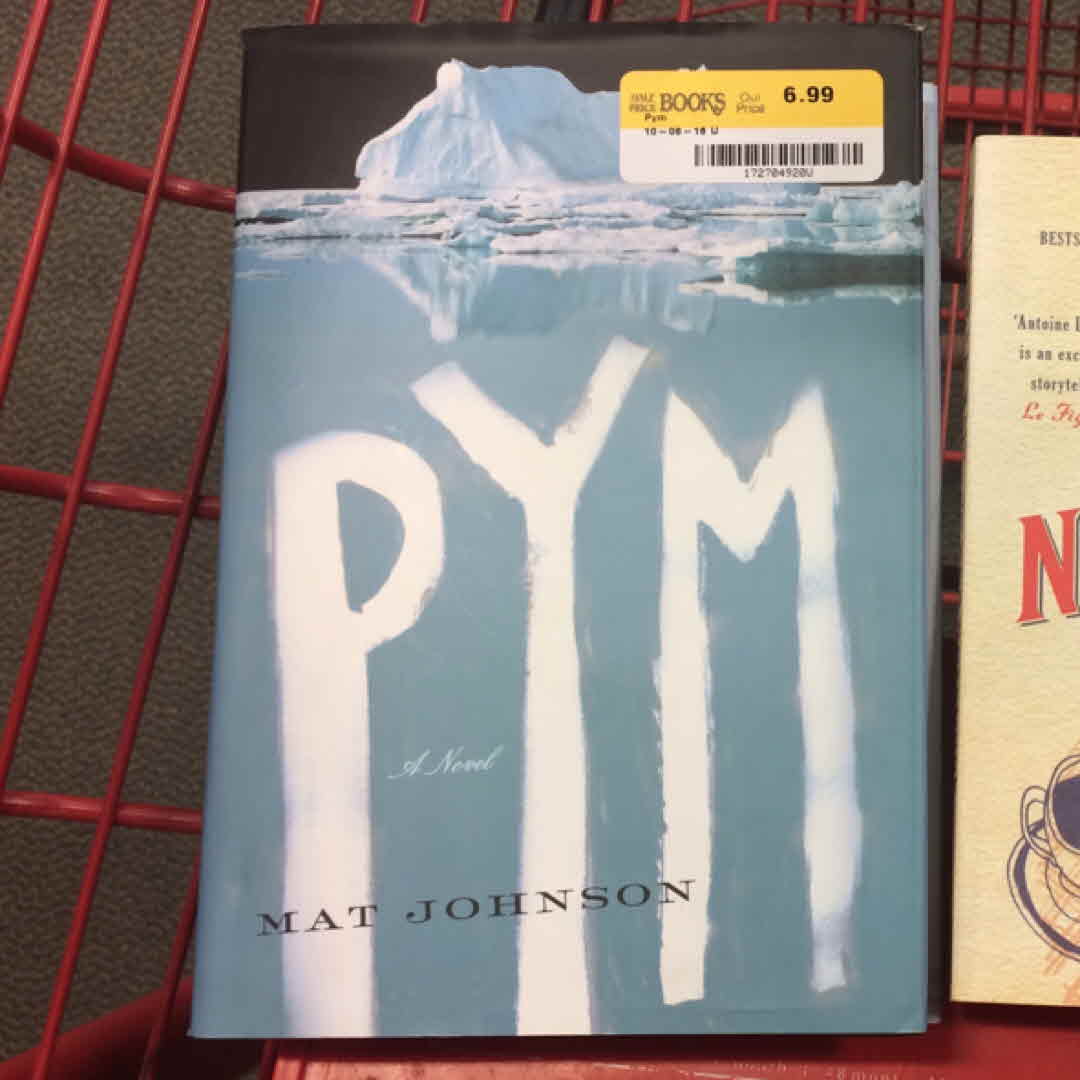 HALF
PRICE BOOKS
Our
Price
6.99
Pym
10-06-16 U
172704920U
PYM
A Novel
MAT JOHNSON
BESTS
'Antoine
is an exc
storyte
Le Fig
N